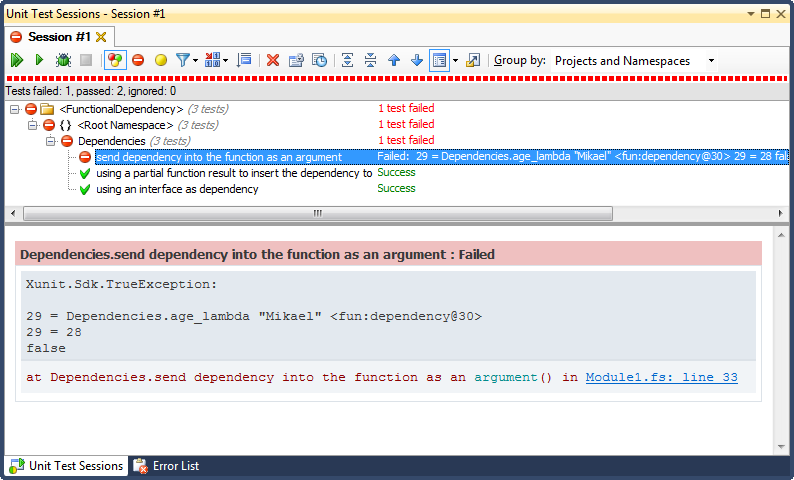 Unit Test Sessions - Session #1
Session #1
Group by: Projects and Namespaces
Tests failed: 1, passed: 2, ignored: 0
<FunctionalDependency> (3 tests) 1 test failed
{ } <Root Namespace> (3 tests) 1 test failed
Dependencies (3 tests) 1 test failed
send dependency into the function as an argument Failed: 29 = Dependencies.age_lambda "Mikael" <fun:dependency@30> 29 = 28 fal
using a partial function result to insert the dependency to Success
using an interface as dependency Success
Dependencies.send dependency into the function as an argument : Failed
Xunit.Sdk.TrueException:
29 = Dependencies.age_lambda "Mikael" <fun:dependency@30>
29 = 28
false
at Dependencies.send dependency into the function as an argument() in Module1.fs: line 33
Unit Test Sessions Error List